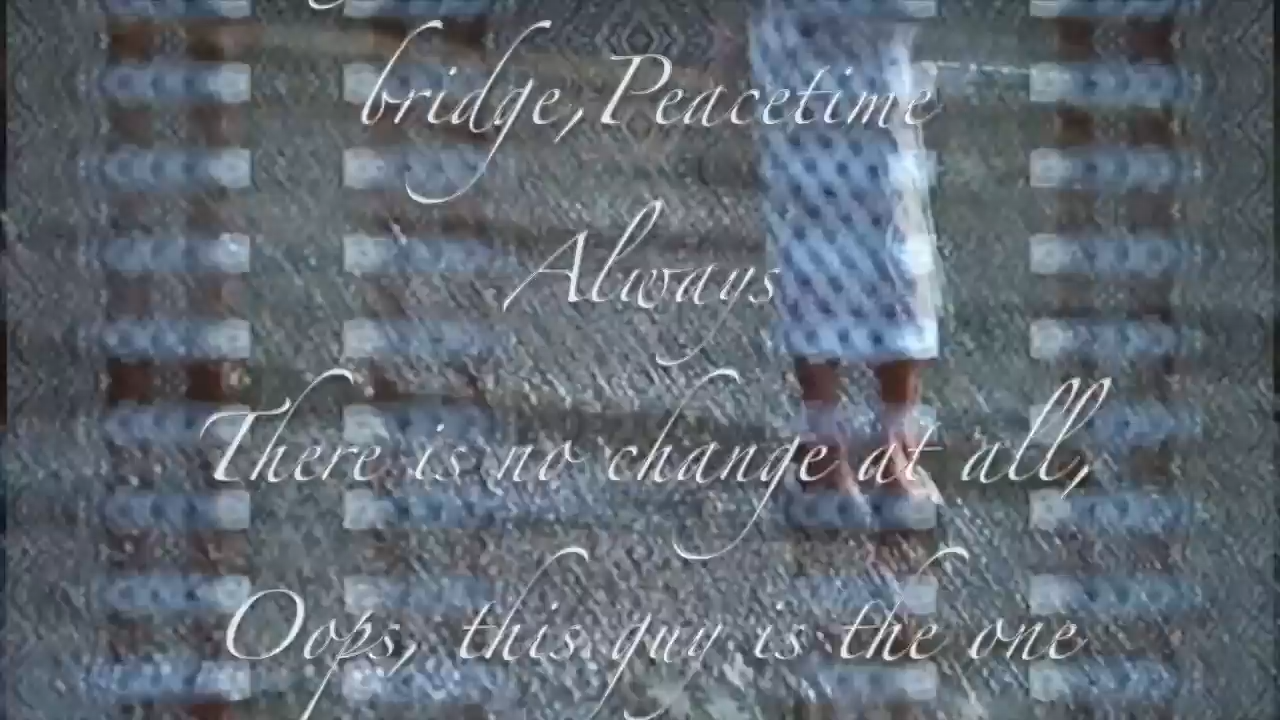 bridge,Peacetime
Always
There is no change at all,
Oops, this guy is the one